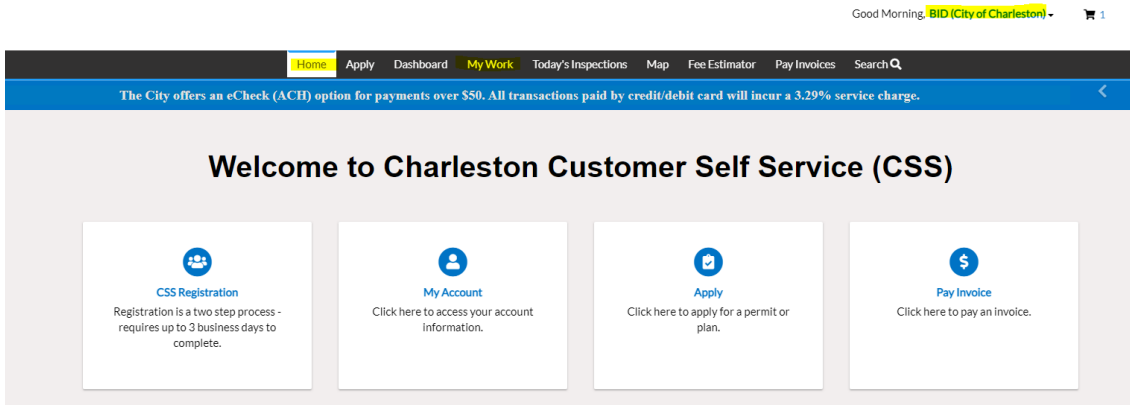 Good Morning, BID (City of Charleston)
1
Home Apply Dashboard My Work Today's Inspections Map Fee Estimator Pay Invoices Search
The City offers an eCheck (ACH) option for payments over $50. All transactions paid by credit/debit card will incur a 3.29% service charge.
Welcome to Charleston Customer Self Service (CSS)
CSS Registration
Registration is a two step process -
requires up to 3 business days to
complete.
My Account
Click here to access your account
information.
Apply
Click here to apply for a permit or
plan.
Pay Invoice
Click here to pay an invoice.